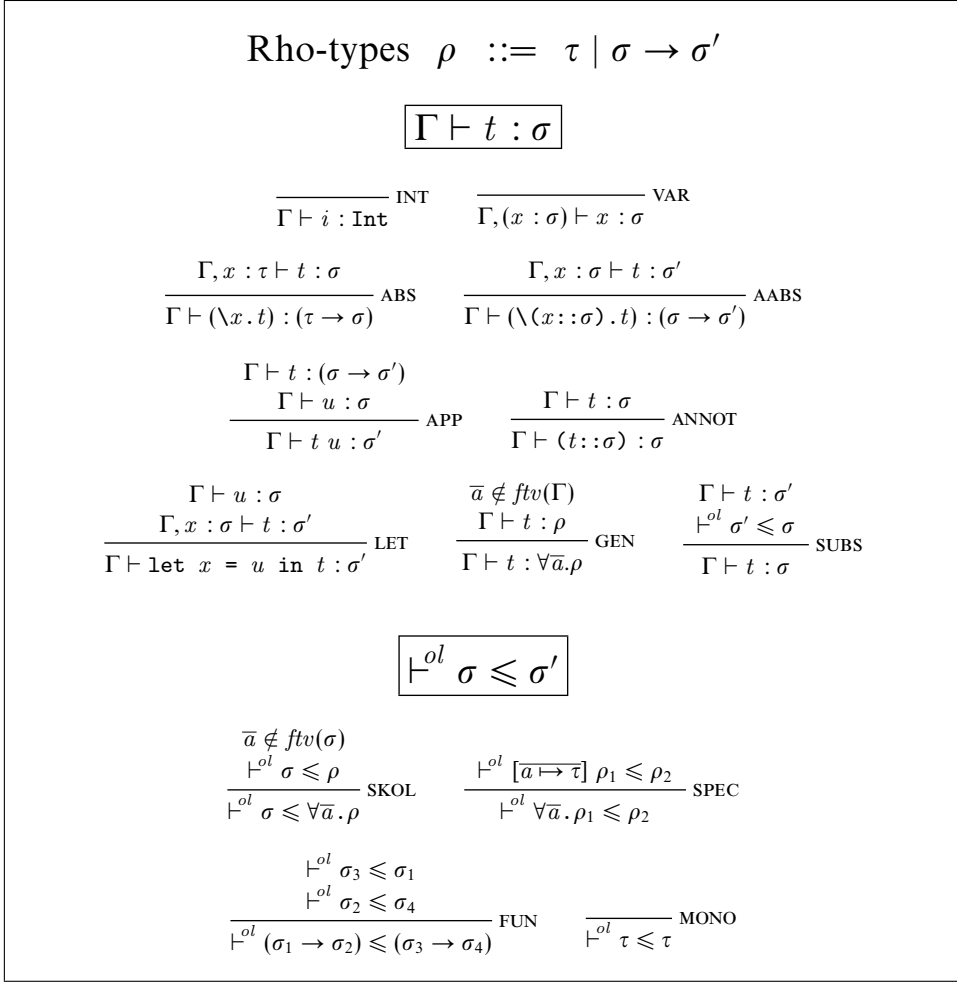 Rho-types ρ ::= τ | σ → σ′
Γ ⊢ t : σ
INT
Γ ⊢ i : Int
VAR
Γ, (x : σ) ⊢ x : σ
Γ, x : τ ⊢ t : σ
ABS
Γ ⊢ (\x.t) : (τ → σ)
Γ, x : σ ⊢ t : σ′
AABS
Γ ⊢ (\(x::σ).t) : (σ → σ′)
Γ ⊢ t : (σ → σ′)
Γ ⊢ u : σ
APP
Γ ⊢ t u : σ′
Γ ⊢ t : σ
ANNOT
Γ ⊢ (t::σ) : σ
Γ ⊢ u : σ
Γ, x : σ ⊢ t : σ′
LET
Γ ⊢ let x = u in t : σ′
a̅ ∉ ftv(Γ)
Γ ⊢ t : ρ
GEN
Γ ⊢ t : ∀a̅.ρ
Γ ⊢ t : σ′
⊢ol σ′ ⩽ σ
SUBS
Γ ⊢ t : σ
⊢ol σ ⩽ σ′
a̅ ∉ ftv(σ)
⊢ol σ ⩽ ρ
SKOL
⊢ol σ ⩽ ∀a̅.ρ
⊢ol [a̅ ↦ τ̅] ρ1 ⩽ ρ2
SPEC
⊢ol ∀a̅.ρ1 ⩽ ρ2
⊢ol σ3 ⩽ σ1
⊢ol σ2 ⩽ σ4
FUN
⊢ol (σ1 → σ2) ⩽ (σ3 → σ4)
MONO
⊢ol τ ⩽ τ